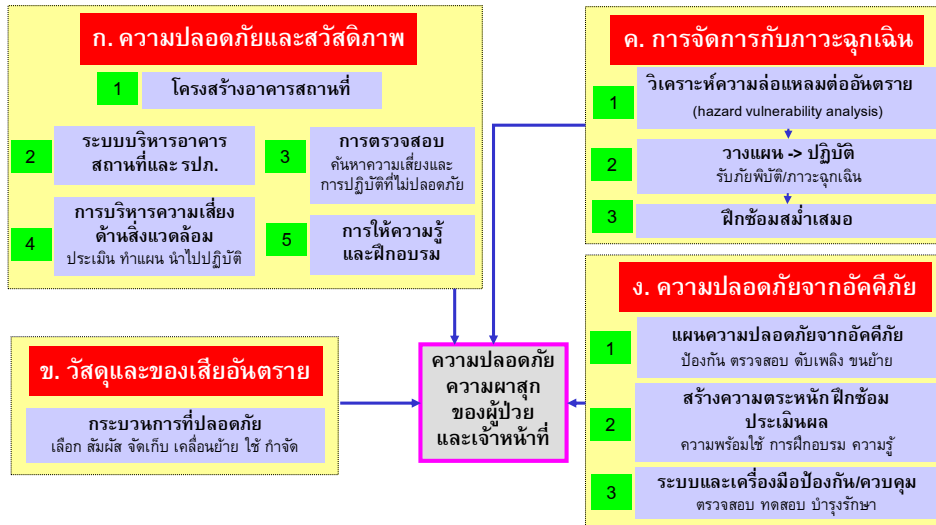 ก. ความปลอดภัยและสวัสดิภาพ
1
โครงสร้างอาคารสถานที่
2
ระบบบริหารอาคาร
สถานที่และ รปภ.
3
การตรวจสอบ
ค้นหาความเสี่ยงและ
การปฏิบัติที่ไม่ปลอดภัย
4
การบริหารความเสี่ยง
ด้านสิ่งแวดล้อม
ประเมิน ทำแผน นำไปปฏิบัติ
5
การให้ความรู้
และฝึกอบรม
ข. วัสดุและของเสียอันตราย
กระบวนการที่ปลอดภัย
เลือก สัมผัส จัดเก็บ เคลื่อนย้าย ใช้ กำจัด
ความปลอดภัย
ความผาสุก
ของผู้ป่วย
และเจ้าหน้าที่
ค. การจัดการกับภาวะฉุกเฉิน
1
วิเคราะห์ความล่อแหลมต่ออันตราย
(hazard vulnerability analysis)
2
วางแผน -> ปฏิบัติ
รับภัยพิบัติ/ภาวะฉุกเฉิน
3
ฝึกซ้อมสม่ำเสมอ
ง. ความปลอดภัยจากอัคคีภัย
1
แผนความปลอดภัยจากอัคคีภัย
ป้องกัน ตรวจสอบ ดับเพลิง ขนย้าย
2
สร้างความตระหนัก ฝึกซ้อม
ประเมินผล
ความพร้อมใช้ การฝึกอบรม ความรู้
3
ระบบและเครื่องมือป้องกัน/ควบคุม
ตรวจสอบ ทดสอบ บำรุงรักษา